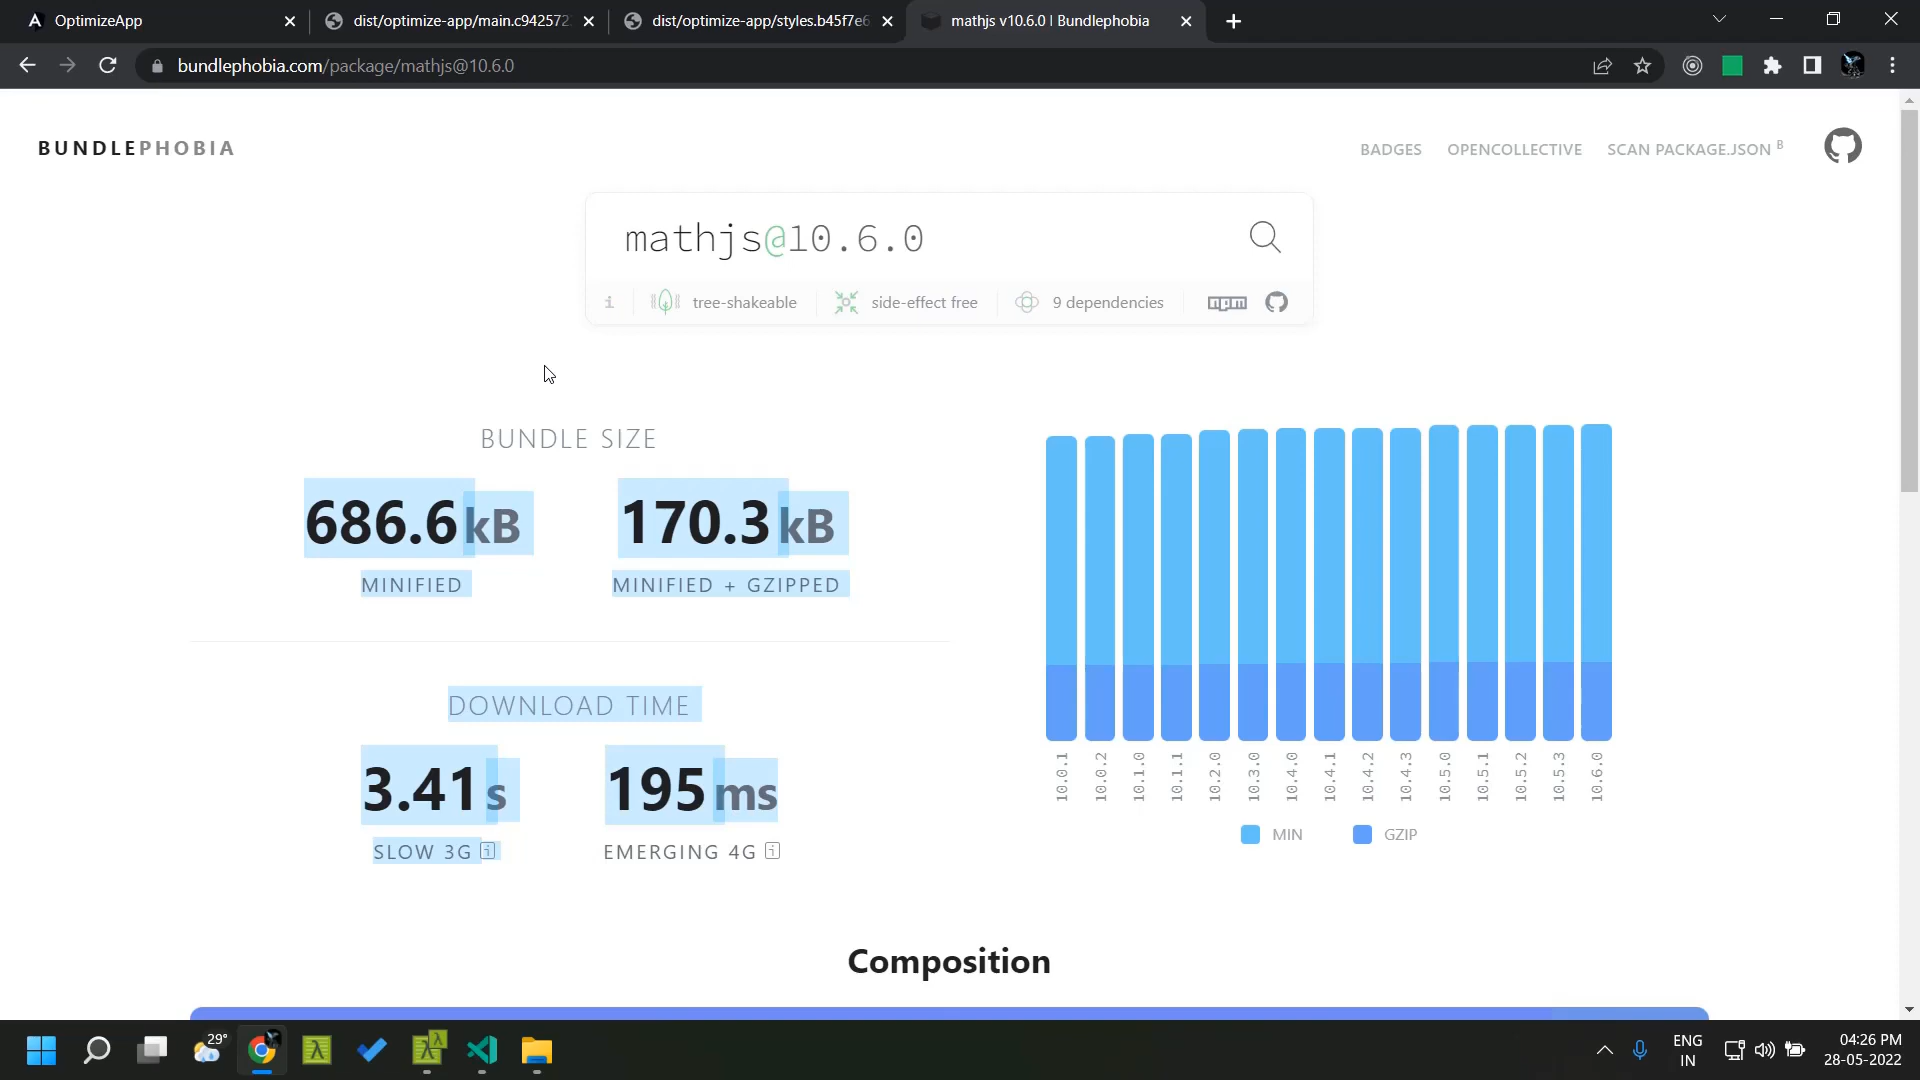 OptimizeApp
dist/optimize-app/main.c942572
dist/optimize-app/styles.b45f7e6
mathjs v10.6.0 | Bundlephobia
bundlephobia.com/package/mathjs@10.6.0
BUNDLEPHOBIA
BADGES
OPENCOLLECTIVE
SCAN PACKAGE.JSON B
mathjs@10.6.0
tree-shakeable
side-effect free
9 dependencies
npm
BUNDLE SIZE
686.6 kB
170.3 kB
MINIFIED
MINIFIED + GZIPPED
DOWNLOAD TIME
3.41 s
195 ms
SLOW 3G
EMERGING 4G
10.0.1
10.0.2
10.1.0
10.1.1
10.2.0
10.3.0
10.4.0
10.4.1
10.4.2
10.4.3
10.5.0
10.5.1
10.5.2
10.5.3
10.6.0
MIN
GZIP
Composition
29°
ENG
IN
04:26 PM
28-05-2022